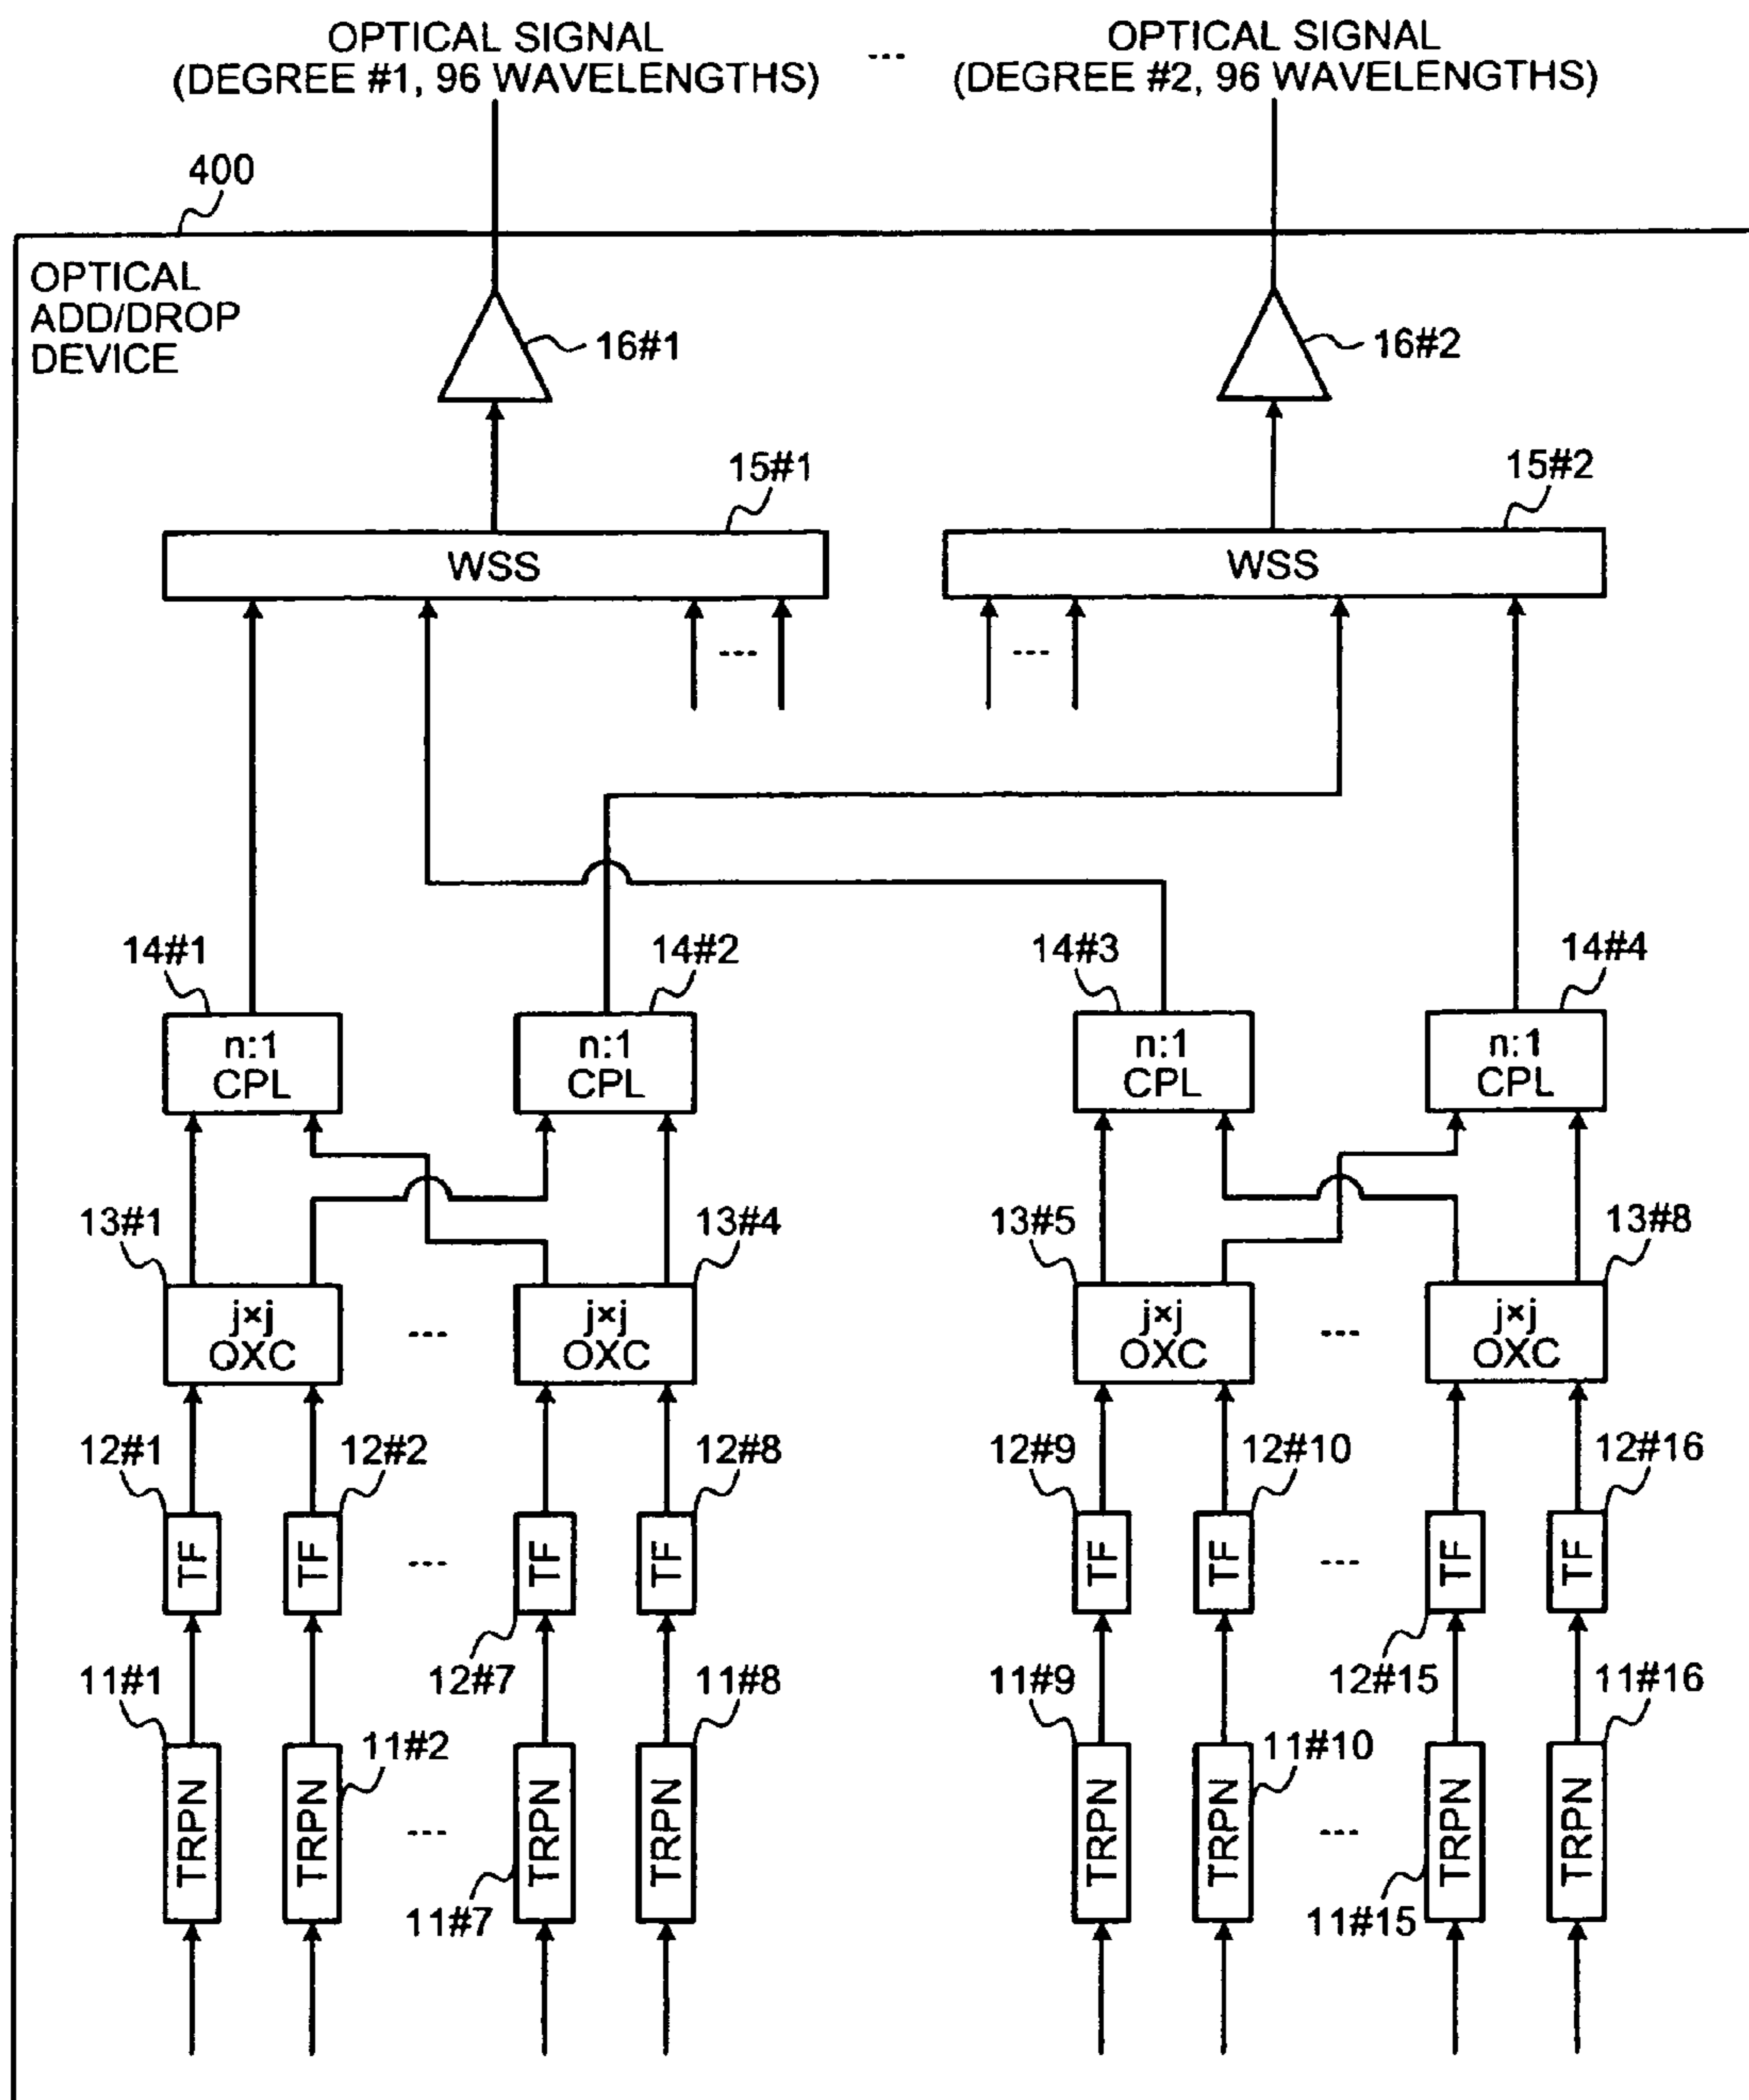 OPTICAL SIGNAL
(DEGREE #1, 96 WAVELENGTHS)
---
OPTICAL SIGNAL
(DEGREE #2, 96 WAVELENGTHS)
400
OPTICAL
ADD/DROP
DEVICE
16#1
16#2
15#1
15#2
WSS
WSS
---
---
14#1
14#2
14#3
14#4
n:1
CPL
n:1
CPL
n:1
CPL
n:1
CPL
13#1
13#4
13#5
13#8
j×j
OXC
---
j×j
OXC
j×j
OXC
---
j×j
OXC
12#1
12#2
12#8
12#9
12#10
12#16
TF
TF
---
TF
TF
TF
TF
---
TF
TF
12#7
12#15
11#1
11#2
11#8
11#9
11#10
11#16
TRPN
TRPN
---
TRPN
TRPN
TRPN
TRPN
---
TRPN
TRPN
11#7
11#15